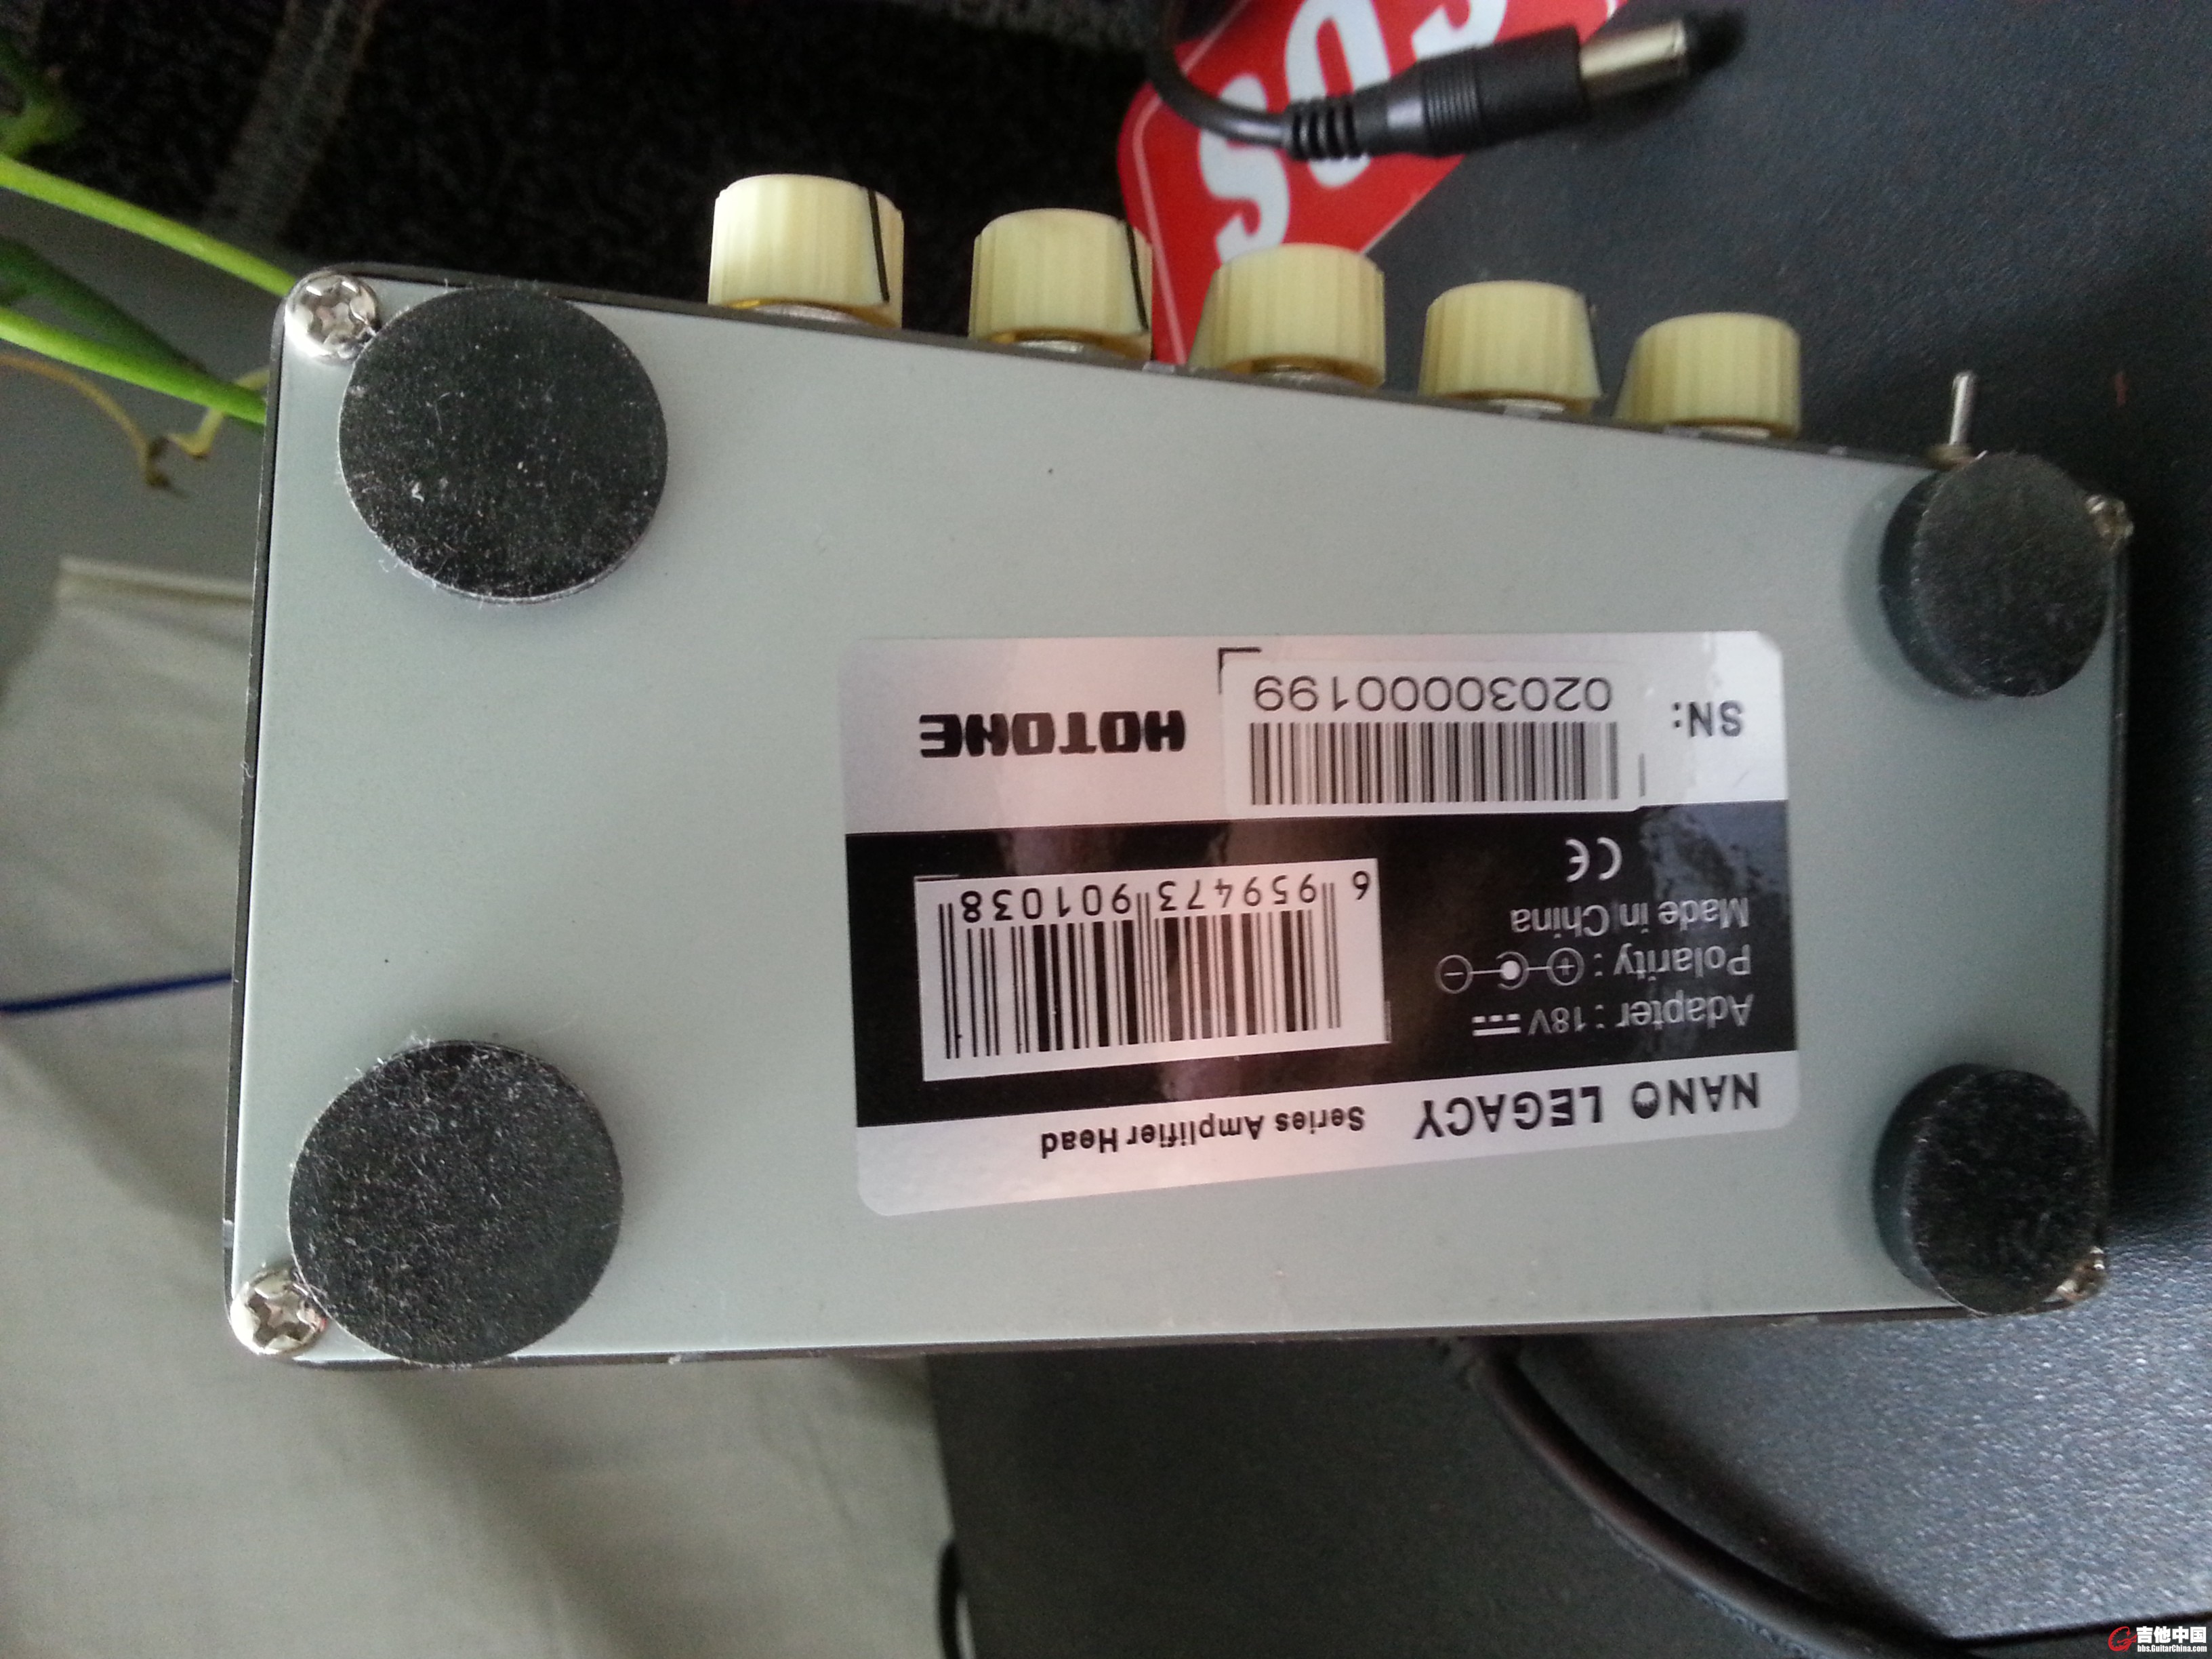 NANO LEGACY Series Amplifier Head
Adapter : 18V
Polarity :
Made in China
CE
6 959473 901038
SN: 0203000199
HOTONE
SOS
吉他中国
bbs.GuitarChina.com